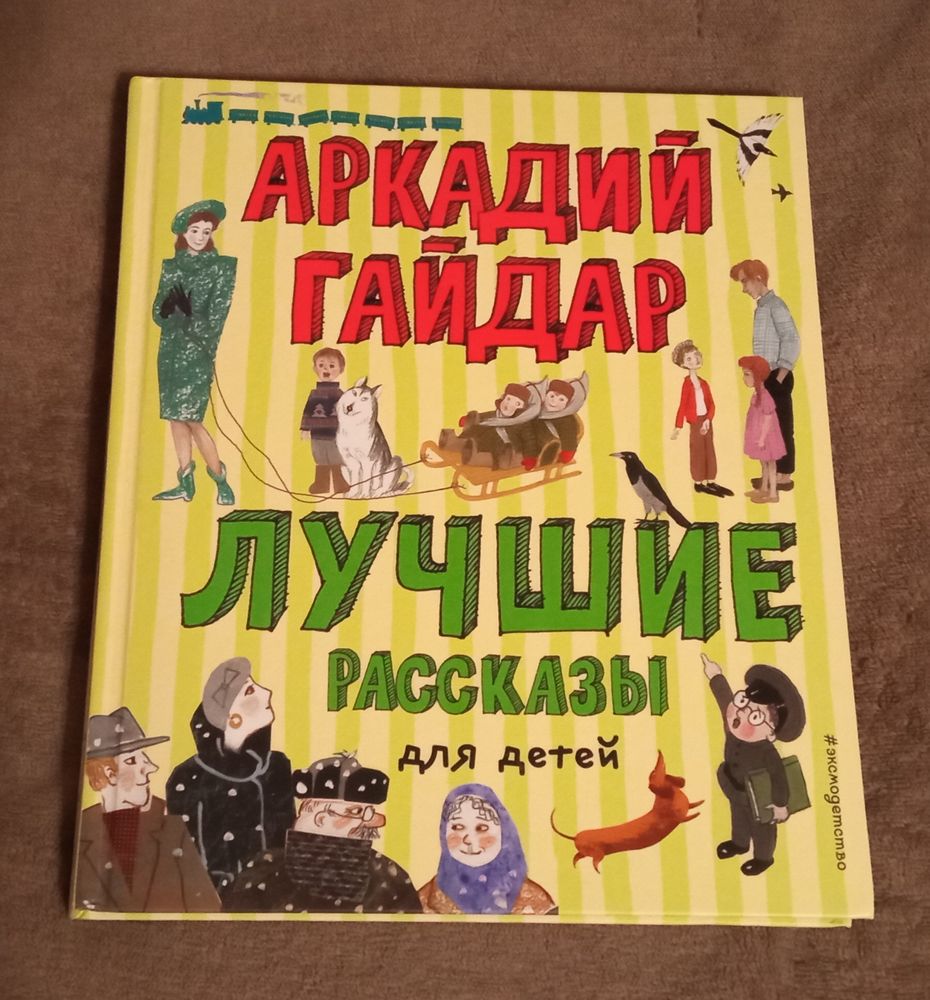 АРКАДИЙ
ГАЙДАР
ЛУЧШИЕ
РАССКАЗЫ
для детей
#эксмодетство